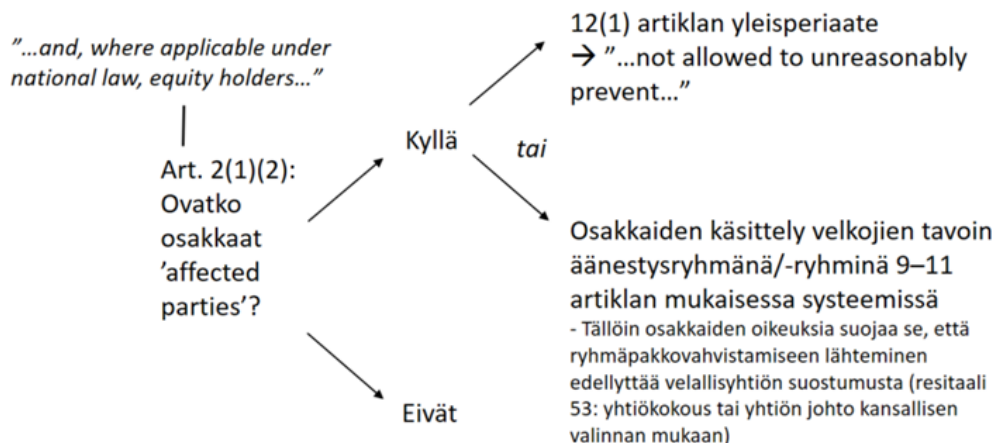 ”…and, where applicable under
national law, equity holders…”
Art. 2(1)(2):
Ovatko
osakkaat
’affected
parties’?
Kyllä
tai
Eivät
12(1) artiklan yleisperiaate
→ ”…not allowed to unreasonably
prevent…”
Osakkaiden käsittely velkojien tavoin
äänestysryhmänä/-ryhminä 9–11
artiklan mukaisessa systeemissä
- Tällöin osakkaiden oikeuksia suojaa se, että
ryhmäpakkovahvistamiseen lähteminen
edellyttää velallisyhtiön suostumusta (resitaali
53: yhtiökokous tai yhtiön johto kansallisen
valinnan mukaan)